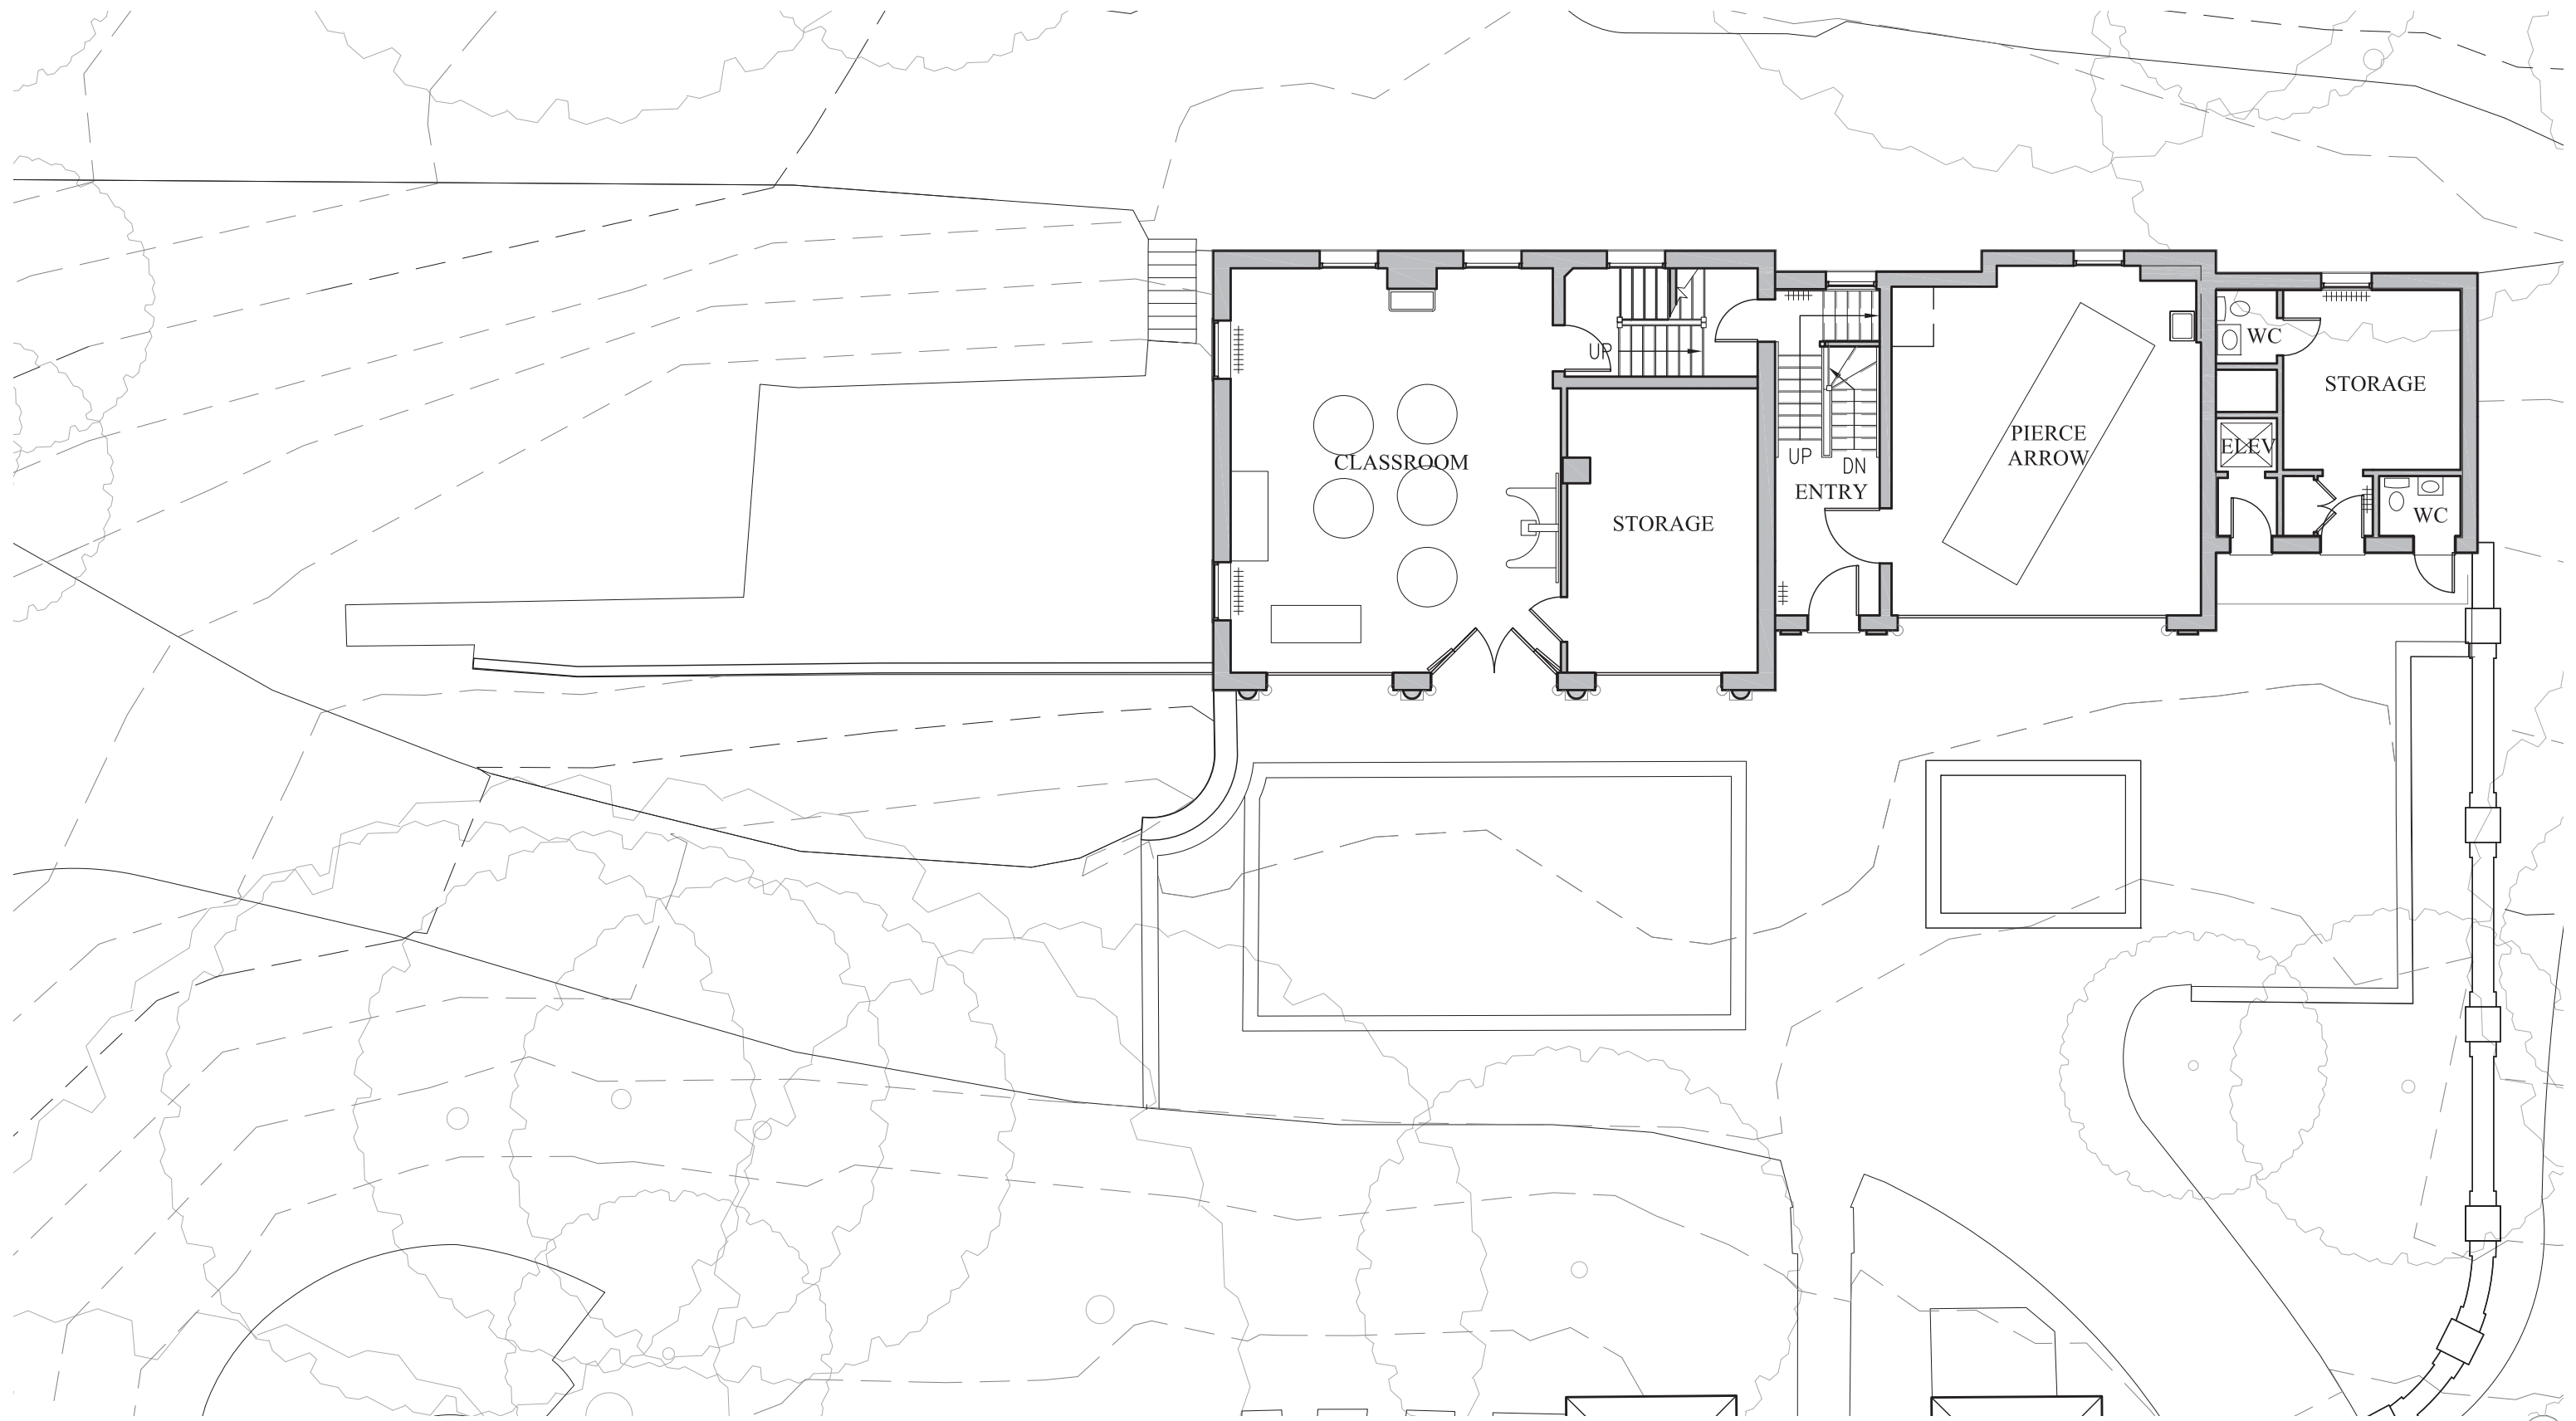 WC
UP
STORAGE
PIERCE
ARROW
ELEV
CLASSROOM
UP
DN
ENTRY
WC
STORAGE